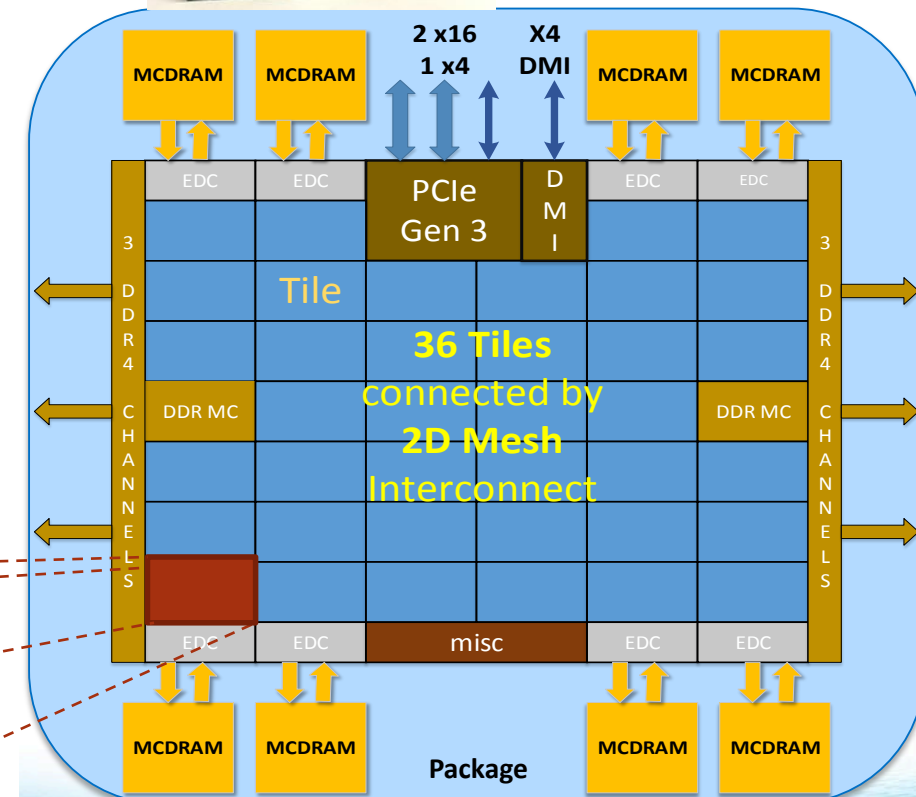 2 x16
1 x4
X4
DMI
MCDRAM
MCDRAM
MCDRAM
MCDRAM
EDC
EDC
PCIe
Gen 3
D
M
I
EDC
EDC
3
D
D
R
4
C
H
A
N
N
E
L
S
Tile
36 Tiles
connected by
2D Mesh
Interconnect
DDR MC
DDR MC
3
D
D
R
4
C
H
A
N
N
E
L
S
EDC
EDC
misc
EDC
EDC
MCDRAM
MCDRAM
MCDRAM
MCDRAM
Package